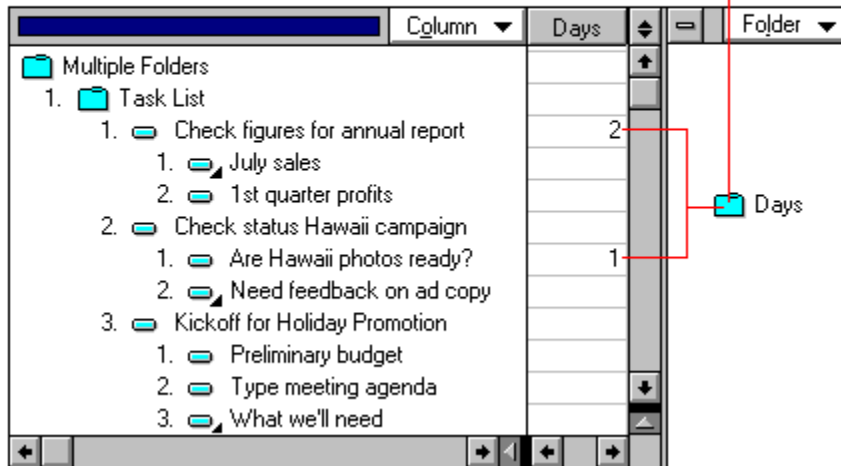 Column Days Folder
Multiple Folders
1. Task List
1. Check figures for annual report 2
1. July sales
2. 1st quarter profits
Days
2. Check status Hawaii campaign
1. Are Hawaii photos ready? 1
2. Need feedback on ad copy
3. Kickoff for Holiday Promotion
1. Preliminary budget
2. Type meeting agenda
3. What we'll need